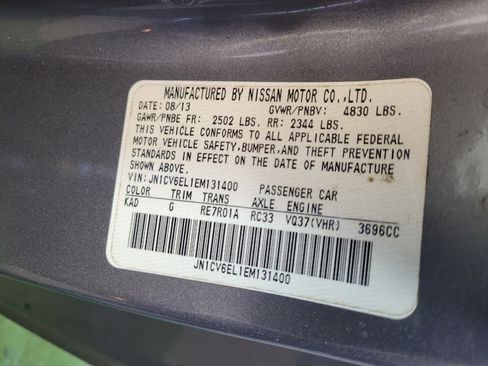 MANUFACTURED BY NISSAN MOTOR CO.,LTD.
DATE: 08/13 GVWR/PNBV: 4830 LBS.
GAWR/PNBE FR: 2502 LBS. RR: 2344 LBS.
THIS VEHICLE CONFORMS TO ALL APPLICABLE FEDERAL
MOTOR VEHICLE SAFETY,BUMPER,AND THEFT PREVENTION
STANDARDS IN EFFECT ON THE DATE OF MANUFACTURE
SHOWN ABOVE.
VIN: JN1CV6EL1EM131400 PASSENGER CAR
COLOR TRIM TRANS AXLE ENGINE
KAD G RE7R01A RC33 VQ37(VHR) 3696CC
JN1CV6EL1EM131400